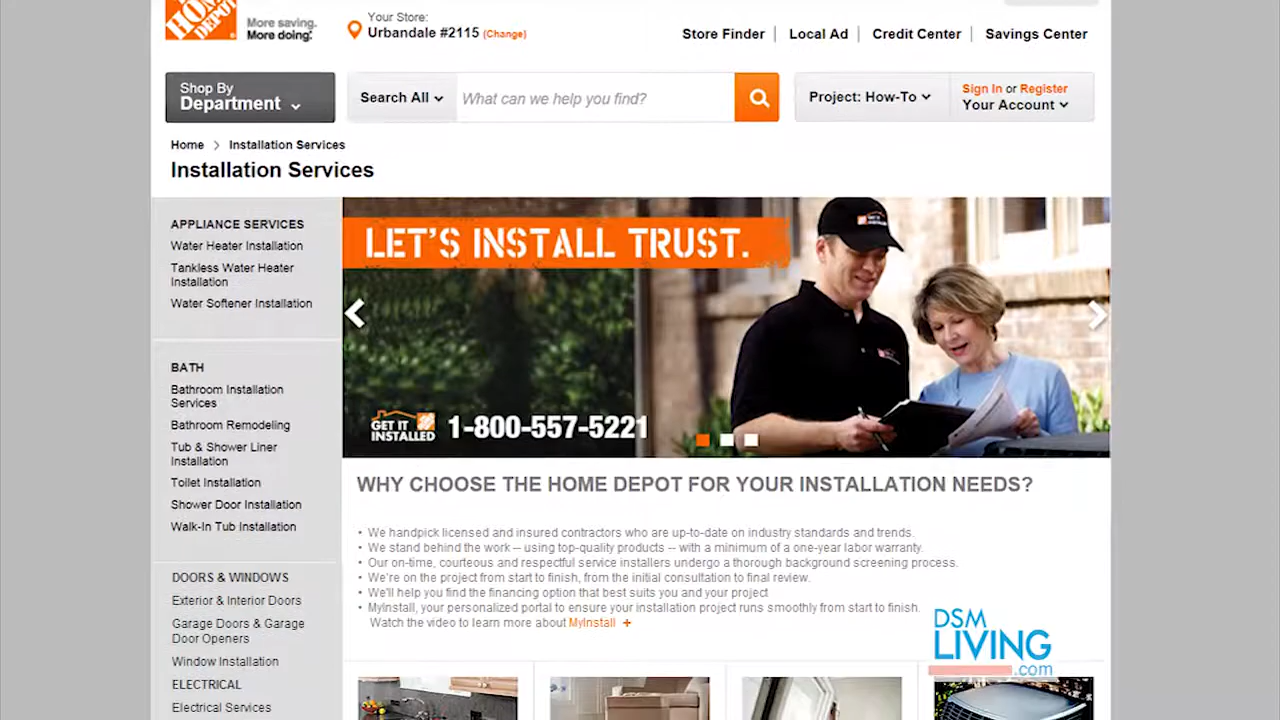 HOME
DEPOT
More saving.
More doing.
Your Store:
Urbandale #2115 (Change)
Store Finder
Local Ad
Credit Center
Savings Center
Shop By
Department
Search All
What can we help you find?
Project: How-To
Sign In or Register
Your Account
Home > Installation Services
Installation Services
APPLIANCE SERVICES
Water Heater Installation
Tankless Water Heater
Installation
Water Softener Installation
BATH
Bathroom Installation
Services
Bathroom Remodeling
Tub & Shower Liner
Installation
Toilet Installation
Shower Door Installation
Walk-In Tub Installation
DOORS & WINDOWS
Exterior & Interior Doors
Garage Doors & Garage
Door Openers
Window Installation
ELECTRICAL
Electrical Services
LET'S INSTALL TRUST.
GET IT
INSTALLED
1-800-557-5221
WHY CHOOSE THE HOME DEPOT FOR YOUR INSTALLATION NEEDS?
• We handpick licensed and insured contractors who are up-to-date on industry standards and trends.
• We stand behind the work -- using top-quality products -- with a minimum of a one-year labor warranty.
• Our on-time, courteous and respectful service installers undergo a thorough background screening process.
• We're on the project from start to finish, from the initial consultation to final review.
• We'll help you find the financing option that best suits you and your project
• MyInstall, your personalized portal to ensure your installation project runs smoothly from start to finish.
Watch the video to learn more about MyInstall +
DSM
LIVING
.com